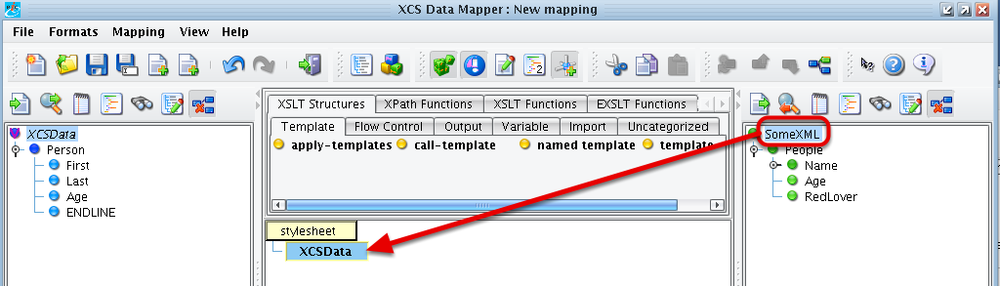 XCS Data Mapper : New mapping
File Formats Mapping View Help
XSLT Structures XPath Functions XSLT Functions EXSLT Functions
Template Flow Control Output Variable Import Uncategorized
apply-templates call-template named template template
XCSData
Person
First
Last
Age
ENDLINE
stylesheet
XCSData
SomeXML
People
Name
Age
RedLover